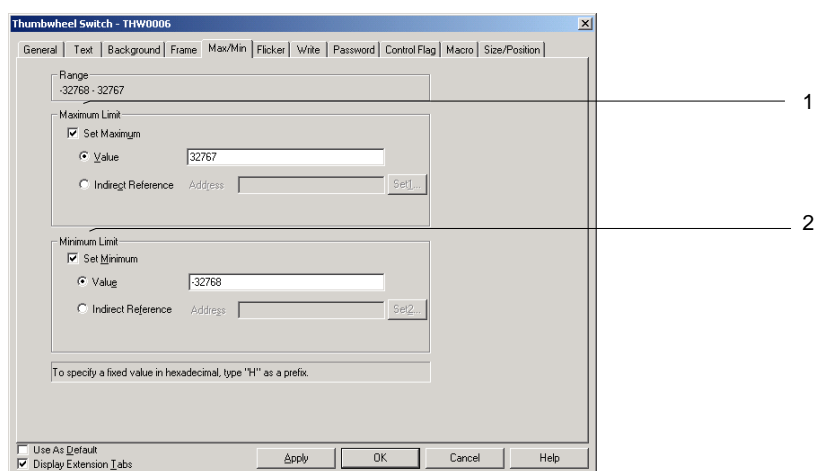 Thumbwheel Switch - THW0006
General Text Background Frame Max/Min Flicker Write Password Control Flag Macro Size/Position
Range
-32768 - 32767
1
Maximum Limit
Set Maximum
Value 32767
Indirect Reference Address Set1...
2
Minimum Limit
Set Minimum
Value -32768
Indirect Reference Address Set2...
To specify a fixed value in hexadecimal, type "H" as a prefix.
Use As Default
Display Extension Tabs
Apply OK Cancel Help